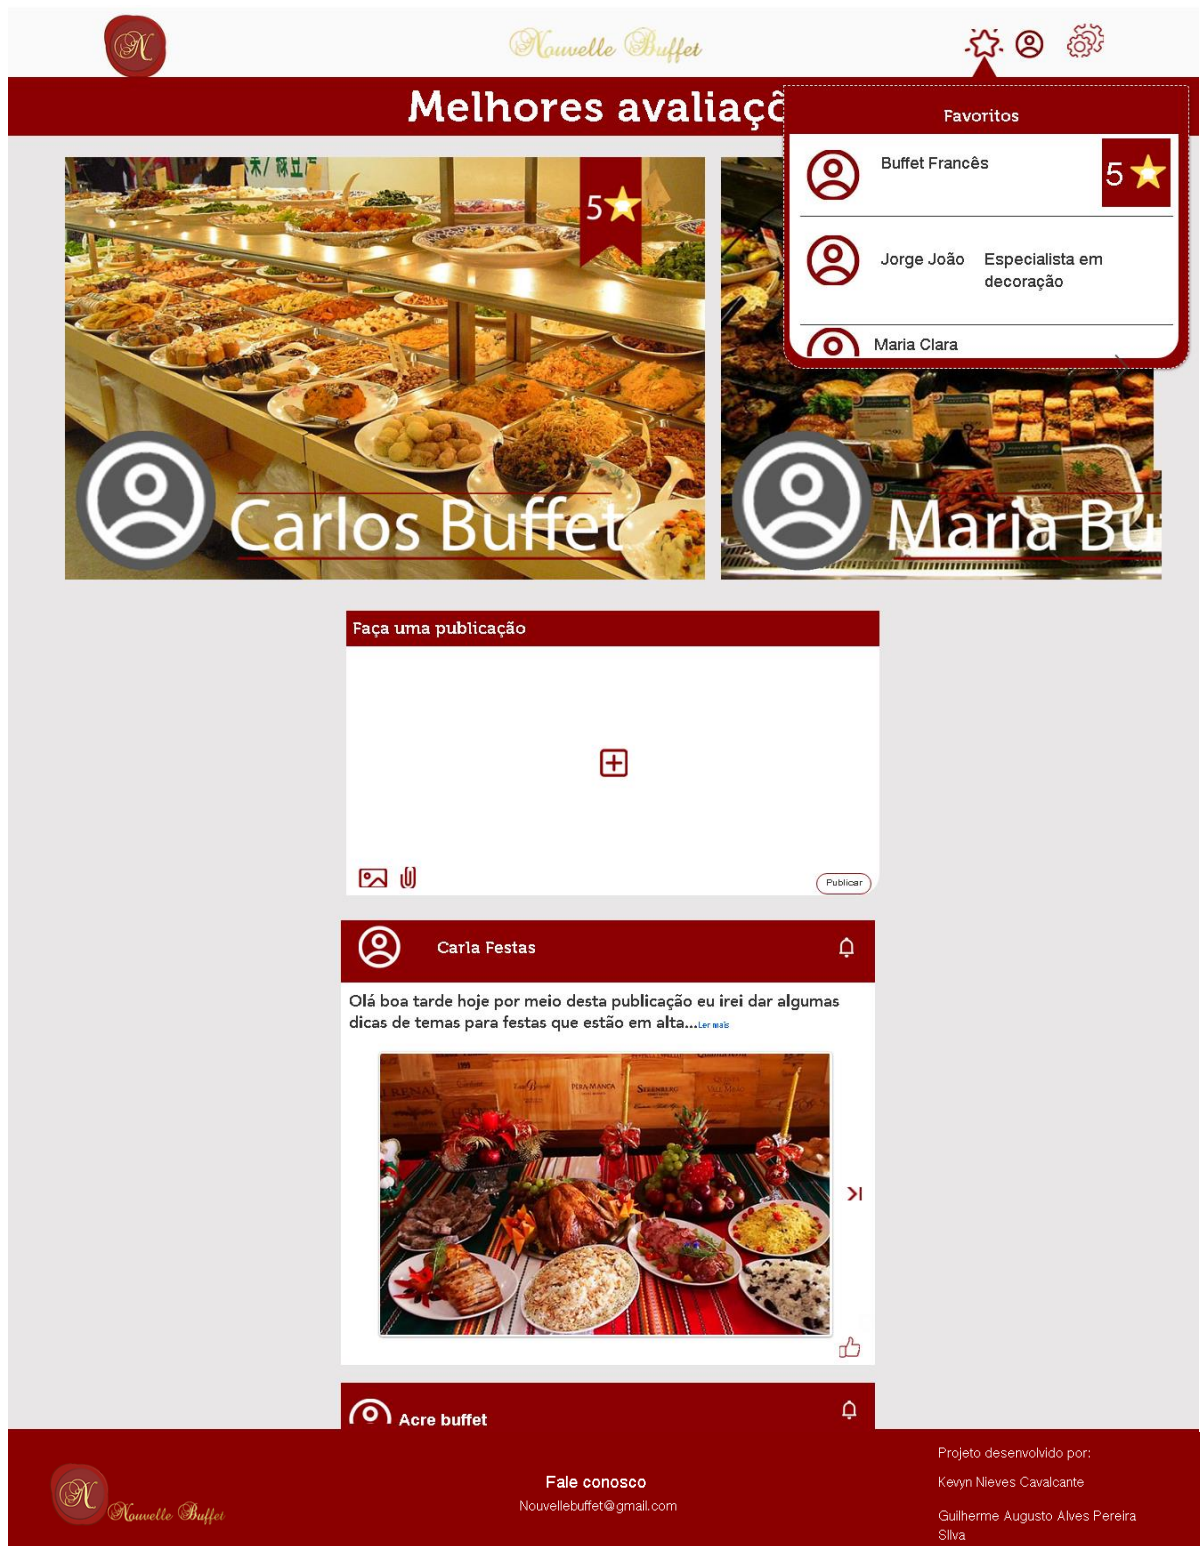 N
Nouvelle Buffet
Melhores avaliaçõ
Favoritos
Buffet Francês
5
Jorge João
Especialista em
decoração
Maria Clara
5
Carlos Buffet
Maria Bu
Faça uma publicação
Publicar
Carla Festas
Olá boa tarde hoje por meio desta publicação eu irei dar algumas
dicas de temas para festas que estão em alta...Ler mais
PERA-MANCA
Acre buffet
N
Nouvelle Buffet
Fale conosco
Nouvellebuffet@gmail.com
Projeto desenvolvido por:
Kevyn Nieves Cavalcante
Guilherme Augusto Alves Pereira
SIlva